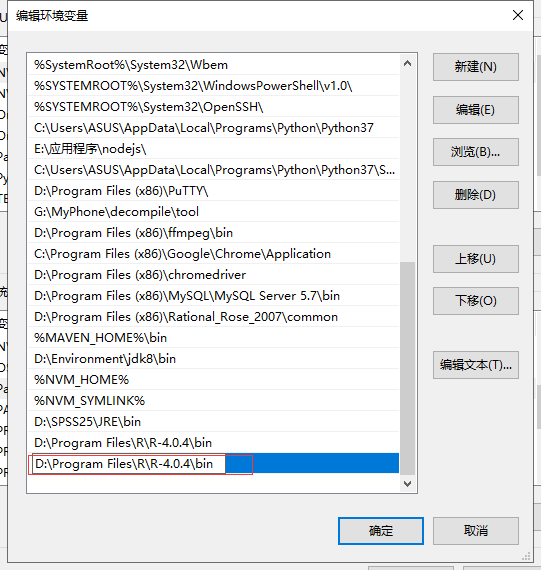 编辑环境变量
%SystemRoot%\System32\Wbem
%SYSTEMROOT%\System32\WindowsPowerShell\v1.0\
%SYSTEMROOT%\System32\OpenSSH\
C:\Users\ASUS\AppData\Local\Programs\Python\Python37
E:\应用程序\nodejs\
C:\Users\ASUS\AppData\Local\Programs\Python\Python37\S...
D:\Program Files (x86)\PuTTY\
G:\MyPhone\decompile\tool
D:\Program Files (x86)\ffmpeg\bin
C:\Program Files (x86)\Google\Chrome\Application
D:\Program Files (x86)\chromedriver
D:\Program Files (x86)\MySQL\MySQL Server 5.7\bin
D:\Program Files (x86)\Rational_Rose_2007\common
%MAVEN_HOME%\bin
D:\Environment\jdk8\bin
%NVM_HOME%
%NVM_SYMLINK%
D:\SPSS25\JRE\bin
D:\Program Files\R\R-4.0.4\bin
D:\Program Files\R\R-4.0.4\bin
新建(N)
编辑(E)
浏览(B)...
删除(D)
上移(U)
下移(O)
编辑文本(T)...
确定
取消